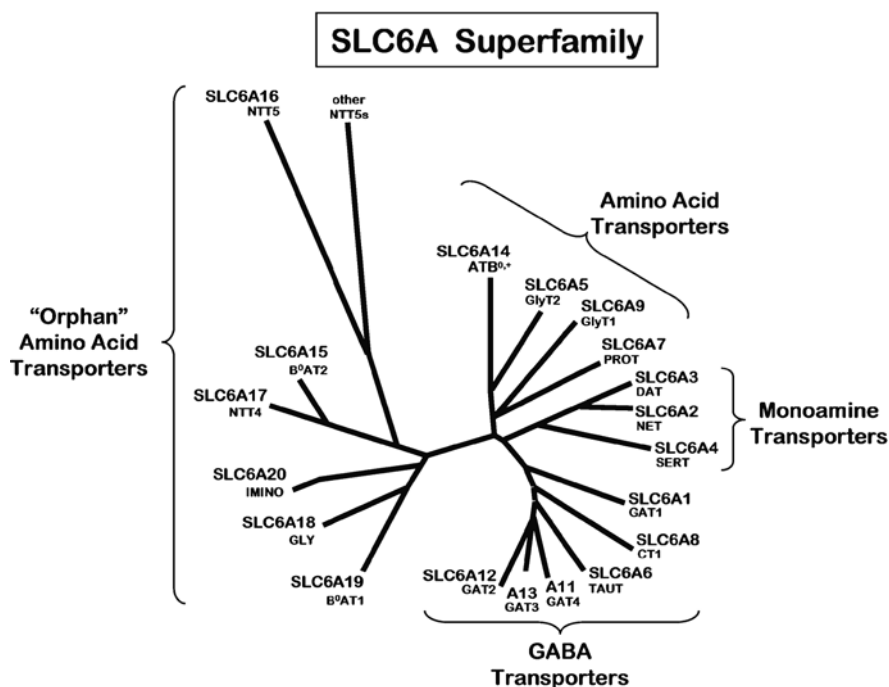 SLC6A Superfamily
SLC6A16
NTT5
other
NTT5s
"Orphan"
Amino Acid
Transporters
SLC6A15
B⁰AT2
SLC6A17
NTT4
SLC6A20
IMINO
SLC6A18
GLY
SLC6A19
B⁰AT1
Amino Acid
Transporters
SLC6A14
ATB⁰,⁺
SLC6A5
GlyT2
SLC6A9
GlyT1
SLC6A7
PROT
SLC6A3
DAT
SLC6A2
NET
SLC6A4
SERT
Monoamine
Transporters
SLC6A1
GAT1
SLC6A8
CT1
SLC6A6
TAUT
A11
GAT4
A13
GAT3
SLC6A12
GAT2
GABA
Transporters